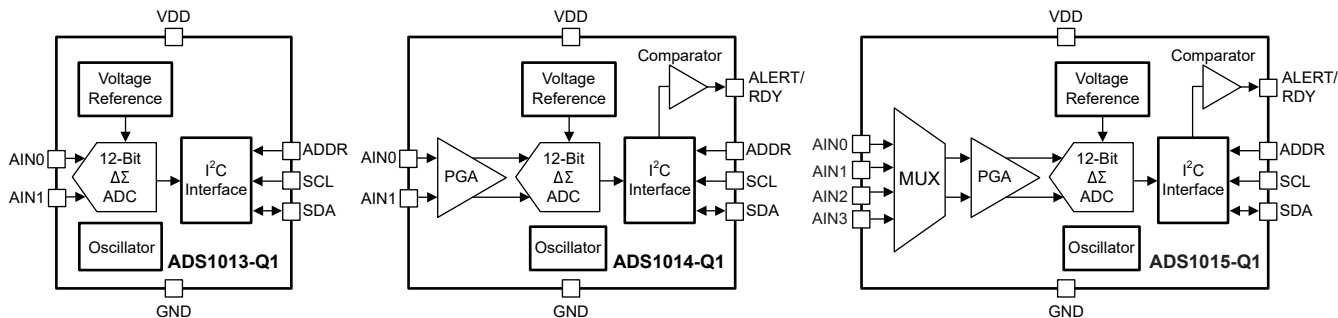 VDD
Voltage
Reference
AIN0
AIN1
12-Bit
ΔΣ
ADC
I²C
Interface
ADDR
SCL
SDA
Oscillator
ADS1013-Q1
GND
VDD
Comparator
ALERT/
RDY
Voltage
Reference
AIN0
AIN1
PGA
12-Bit
ΔΣ
ADC
I²C
Interface
ADDR
SCL
SDA
Oscillator
ADS1014-Q1
GND
VDD
Comparator
ALERT/
RDY
Voltage
Reference
AIN0
AIN1
AIN2
AIN3
MUX
PGA
12-Bit
ΔΣ
ADC
I²C
Interface
ADDR
SCL
SDA
Oscillator
ADS1015-Q1
GND